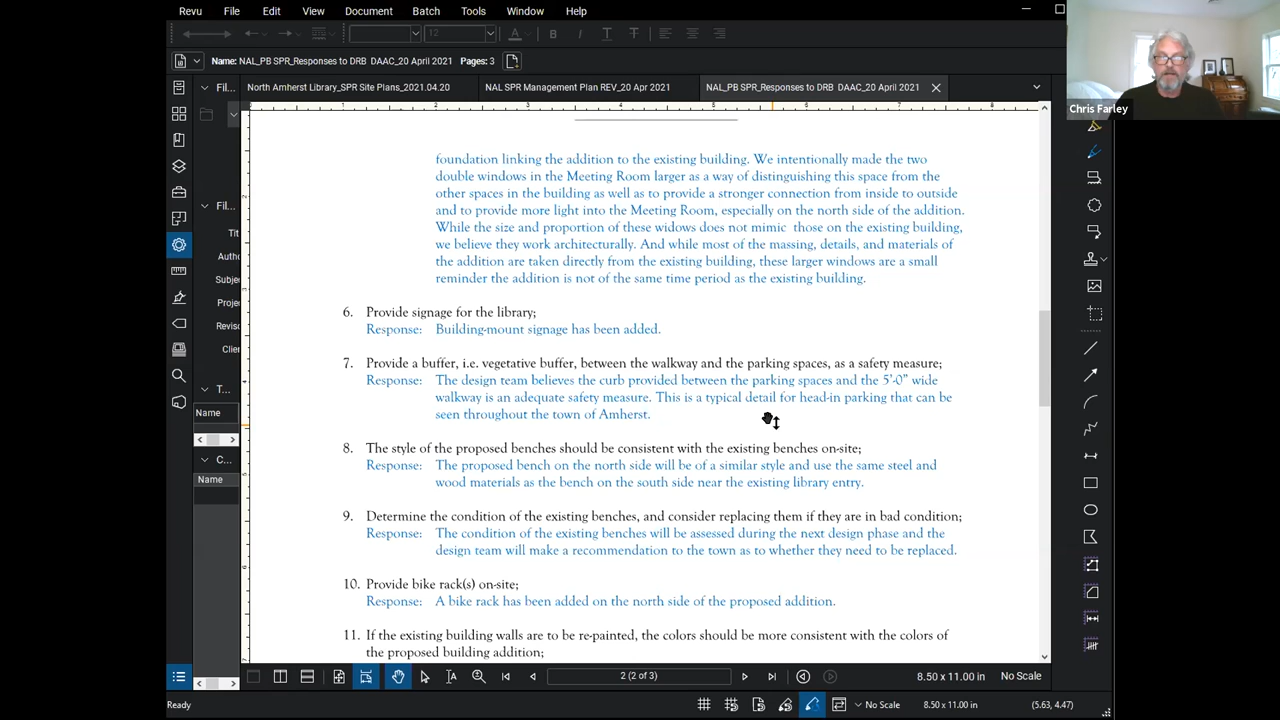 Revu File Edit View Document Batch Tools Window Help
12
Name: NAL_PB SPR_Responses to DRB DAAC_20 April 2021 Pages: 3
Fil... North Amherst Library_SPR Site Plans_2021.04.20 NAL SPR Management Plan REV_20 Apr 2021 NAL_PB SPR_Responses to DRB DAAC_20 April 2021
Chris Farley
foundation linking the addition to the existing building. We intentionally made the two
double windows in the Meeting Room larger as a way of distinguishing this space from the
other spaces in the building as well as to provide a stronger connection from inside to outside
and to provide more light into the Meeting Room, especially on the north side of the addition.
While the size and proportion of these widows does not mimic those on the existing building,
we believe they work architecturally. And while most of the massing, details, and materials of
the addition are taken directly from the existing building, these larger windows are a small
reminder the addition is not of the same time period as the existing building.
6. Provide signage for the library;
Response: Building-mount signage has been added.
7. Provide a buffer, i.e. vegetative buffer, between the walkway and the parking spaces, as a safety measure;
Response: The design team believes the curb provided between the parking spaces and the 5'-0" wide
walkway is an adequate safety measure. This is a typical detail for head-in parking that can be
seen throughout the town of Amherst.
8. The style of the proposed benches should be consistent with the existing benches on-site;
Response: The proposed bench on the north side will be of a similar style and use the same steel and
wood materials as the bench on the south side near the existing library entry.
9. Determine the condition of the existing benches, and consider replacing them if they are in bad condition;
Response: The condition of the existing benches will be assessed during the next design phase and the
design team will make a recommendation to the town as to whether they need to be replaced.
10. Provide bike rack(s) on-site;
Response: A bike rack has been added on the north side of the proposed addition.
11. If the existing building walls are to be re-painted, the colors should be more consistent with the colors of
the proposed building addition;
Fil...
Tit
Autho
Subje
Proje
Revisc
Clier
T...
Name
C...
Name
2 (2 of 3) 8.50 x 11.00 in No Scale
Ready No Scale 8.50 x 11.00 in (5.63, 4.47)